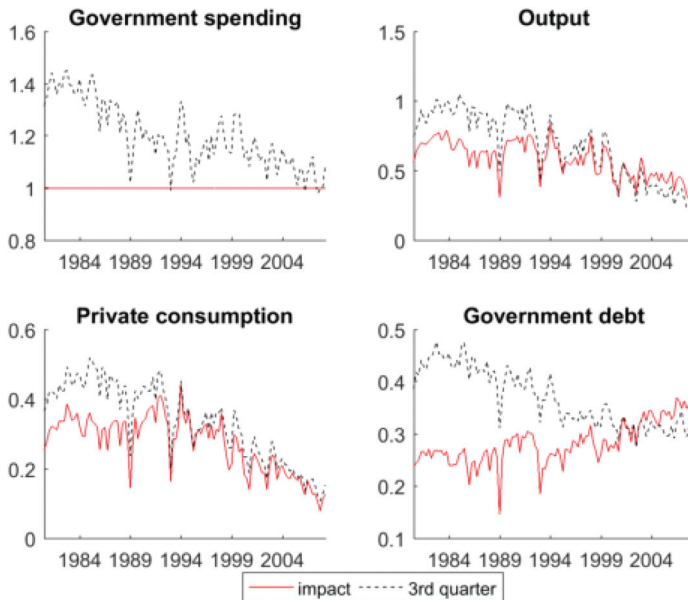 Government spending
1.6
1.4
1.2
1
0.8
1984 1989 1994 1999 2004
Output
1.5
1
0.5
0
1984 1989 1994 1999 2004
Private consumption
0.6
0.4
0.2
0
1984 1989 1994 1999 2004
Government debt
0.5
0.4
0.3
0.2
0.1
1984 1989 1994 1999 2004
impact 3rd quarter